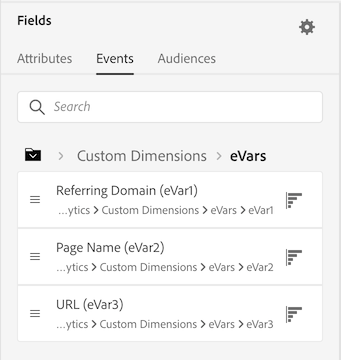 Fields
Attributes Events Audiences
Search
Custom Dimensions > eVars
Referring Domain (eVar1)
...ytics > Custom Dimensions > eVars > eVar1
Page Name (eVar2)
...ytics > Custom Dimensions > eVars > eVar2
URL (eVar3)
...ytics > Custom Dimensions > eVars > eVar3